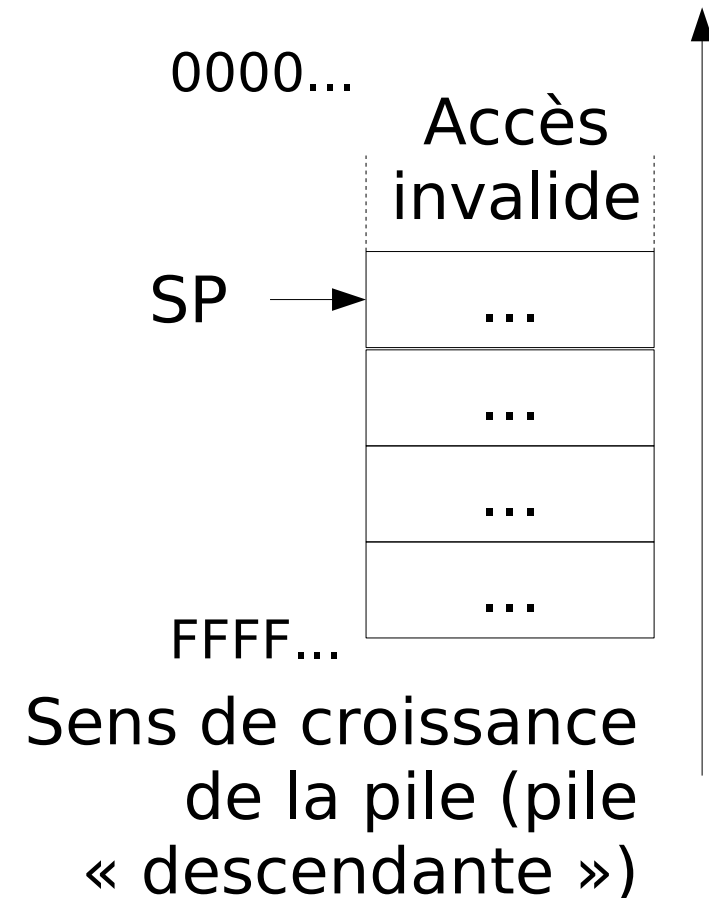 0000...
Accès
invalide
SP
...
...
...
...
FFFF...
Sens de croissance
de la pile (pile
« descendante »)